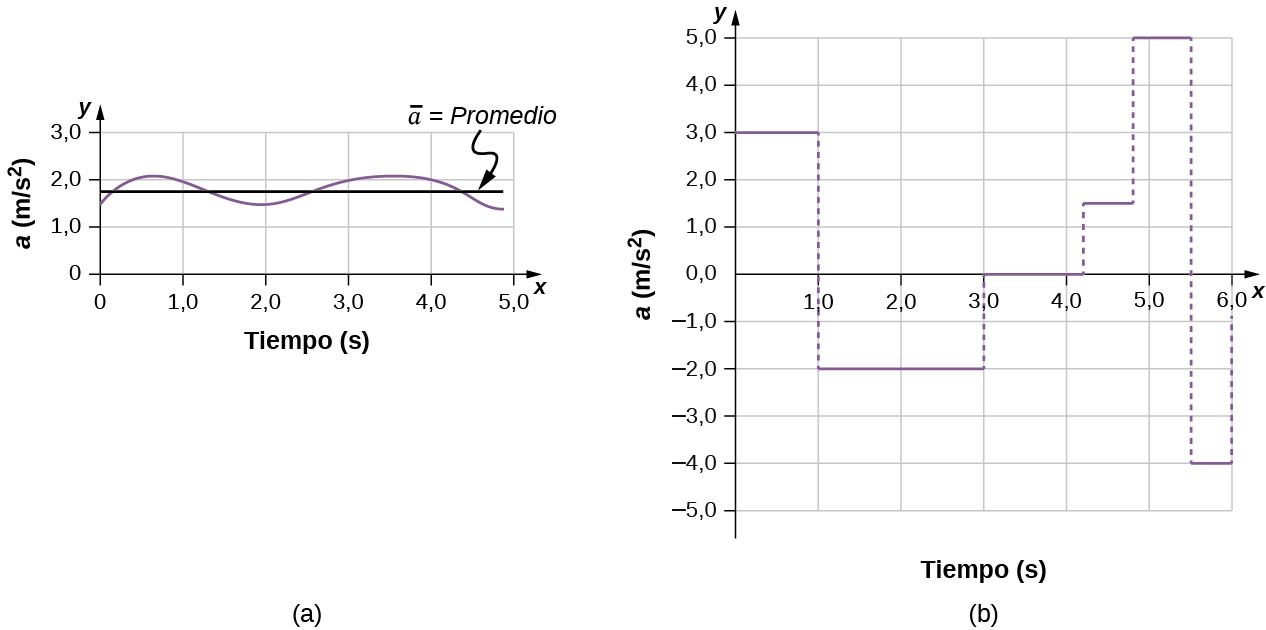 y
ā = Promedio
3,0
2,0
1,0
0
a (m/s²)
0 1,0 2,0 3,0 4,0 5,0 x
Tiempo (s)
(a)
y
5,0
4,0
3,0
2,0
1,0
0,0
−1,0
−2,0
−3,0
−4,0
−5,0
a (m/s²)
1,0 2,0 3,0 4,0 5,0 6,0 x
Tiempo (s)
(b)